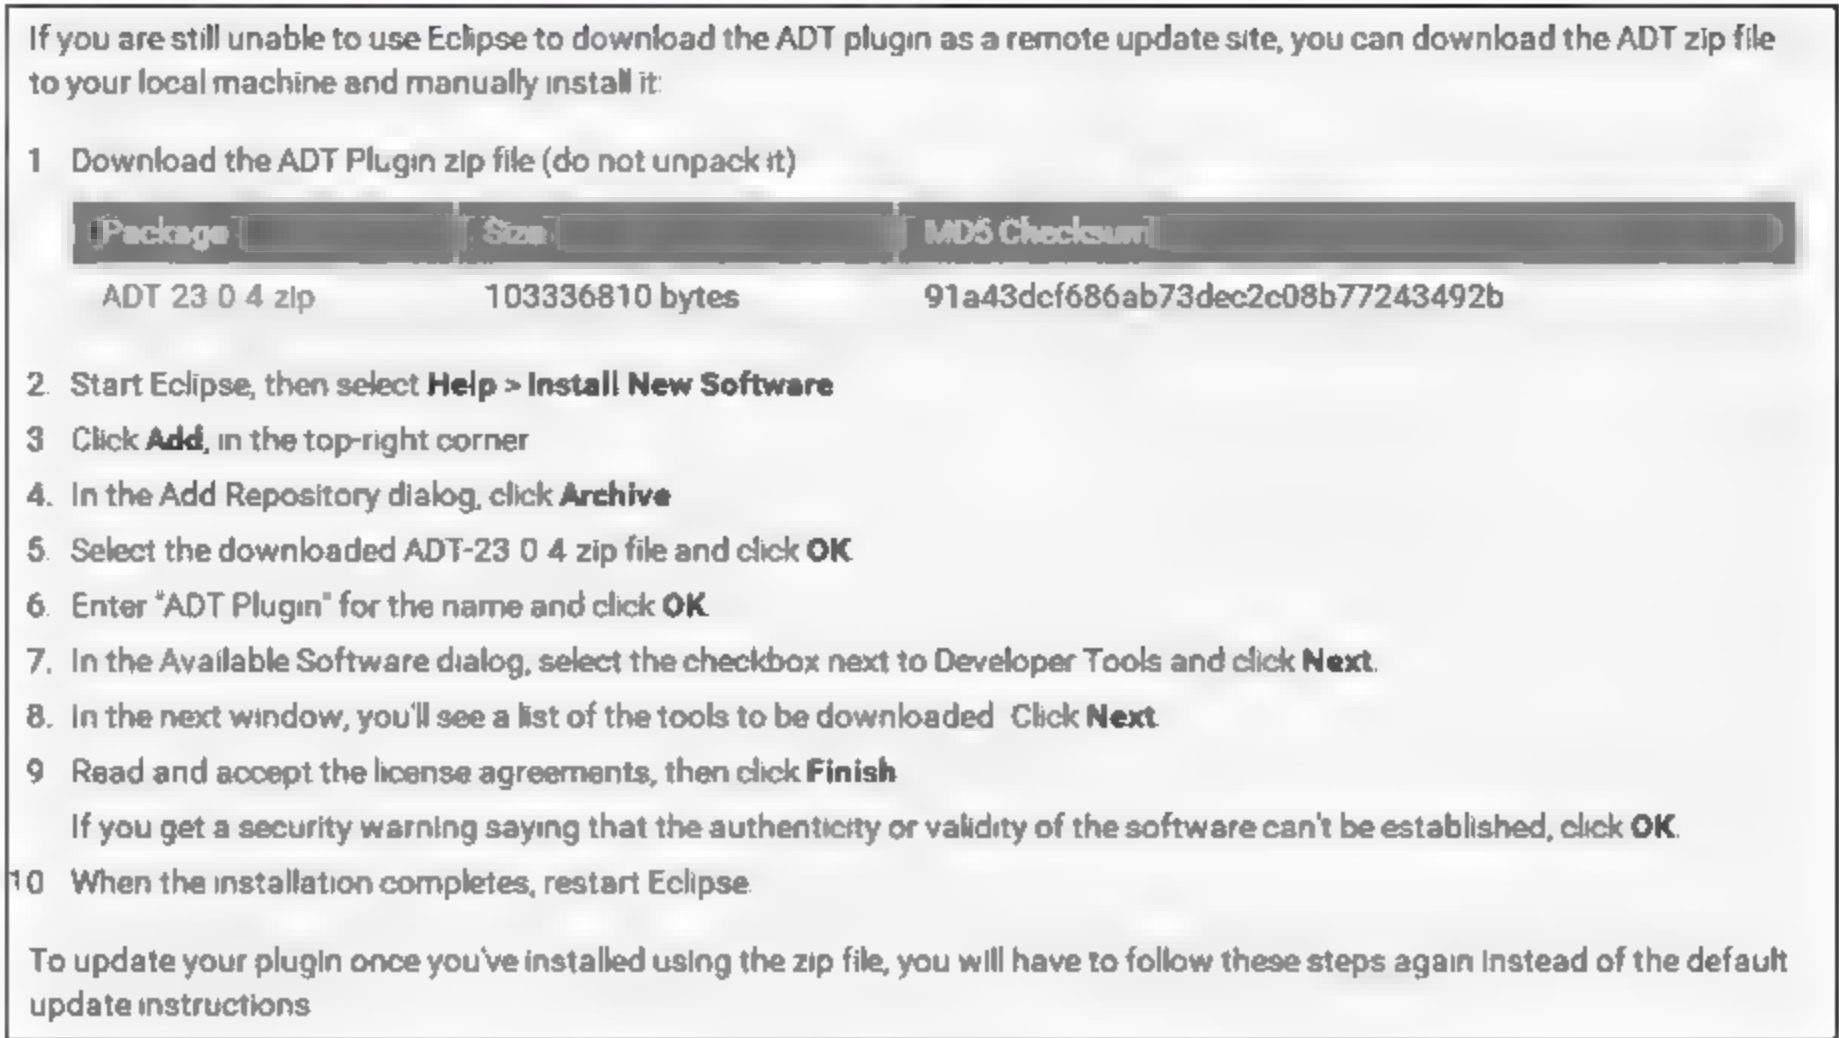 If you are still unable to use Eclipse to download the ADT plugin as a remote update site, you can download the ADT zip file
to your local machine and manually install it:
1 Download the ADT Plugin zip file (do not unpack it)
Package Size MD5 Checksum
ADT 23 0 4 zip 103336810 bytes 91a43dcf686ab73dec2c08b77243492b
2. Start Eclipse, then select Help > Install New Software
3 Click Add, in the top-right corner
4. In the Add Repository dialog, click Archive
5. Select the downloaded ADT-23 0 4 zip file and click OK
6. Enter "ADT Plugin" for the name and click OK
7. In the Available Software dialog, select the checkbox next to Developer Tools and click Next.
8. In the next window, you'll see a list of the tools to be downloaded Click Next
9 Read and accept the license agreements, then click Finish
If you get a security warning saying that the authenticity or validity of the software can't be established, click OK.
10 When the installation completes, restart Eclipse
To update your plugin once you've installed using the zip file, you will have to follow these steps again instead of the default
update instructions